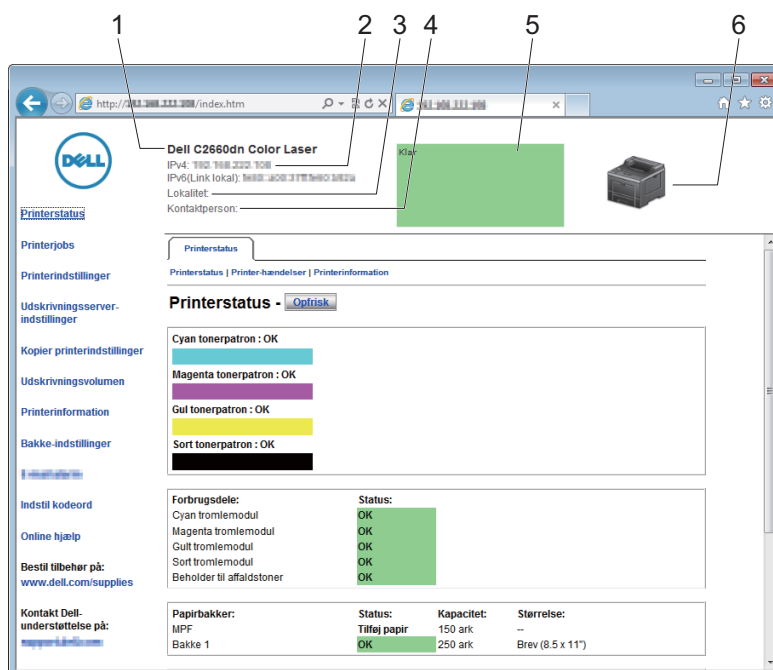 1 2 3 4 5 6
http:// /index.htm
DELL
Dell C2660dn Color Laser
IPv4:
IPv6(Link lokal):
Lokalitet:
Kontaktperson:
Klar
Printerstatus
Printerjobs
Printerindstillinger
Udskrivningsserver-
indstillinger
Kopier printerindstillinger
Udskrivningsvolumen
Printerinformation
Bakke-indstillinger
Indstil kodeord
Online hjælp
Bestil tilbehør på:
www.dell.com/supplies
Kontakt Dell-
understøttelse på:
Printerstatus
Printerstatus | Printer-hændelser | Printerinformation
Printerstatus - Opfrisk
Cyan tonerpatron : OK
Magenta tonerpatron : OK
Gul tonerpatron : OK
Sort tonerpatron : OK
Forbrugsdele: Status:
Cyan tromlemodul OK
Magenta tromlemodul OK
Gult tromlemodul OK
Sort tromlemodul OK
Beholder til affaldstoner OK
Papirbakker: Status: Kapacitet: Størrelse:
MPF Tilføj papir 150 ark --
Bakke 1 OK 250 ark Brev (8.5 x 11")